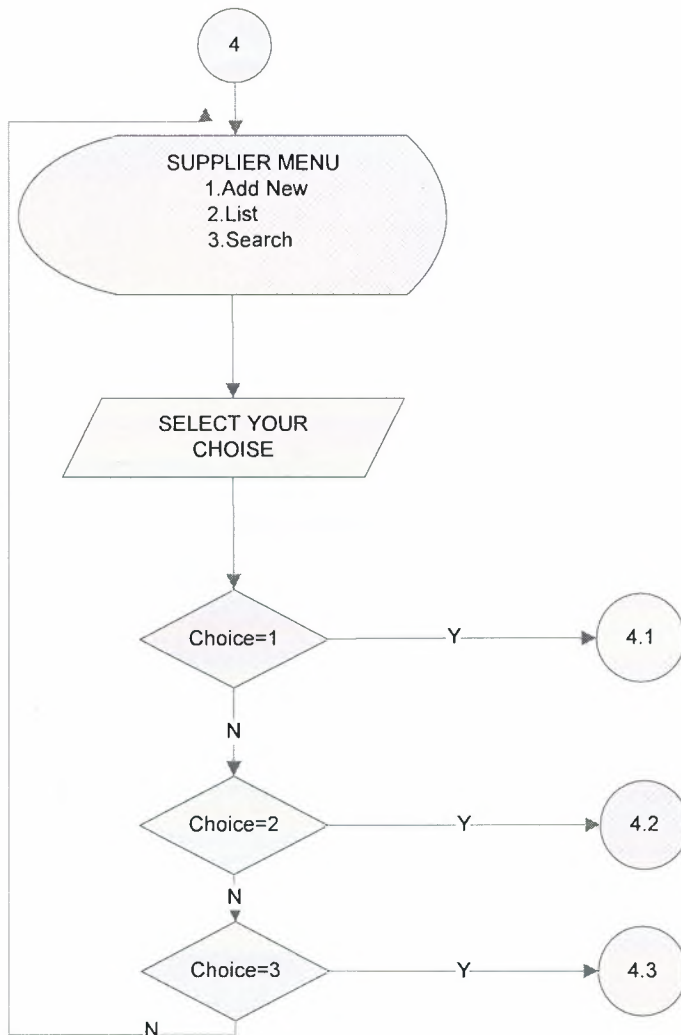 4
SUPPLIER MENU
1.Add New
2.List
3.Search
SELECT YOUR
CHOISE
Choice=1
Y
4.1
N
Choice=2
Y
4.2
N
Choice=3
Y
4.3
N